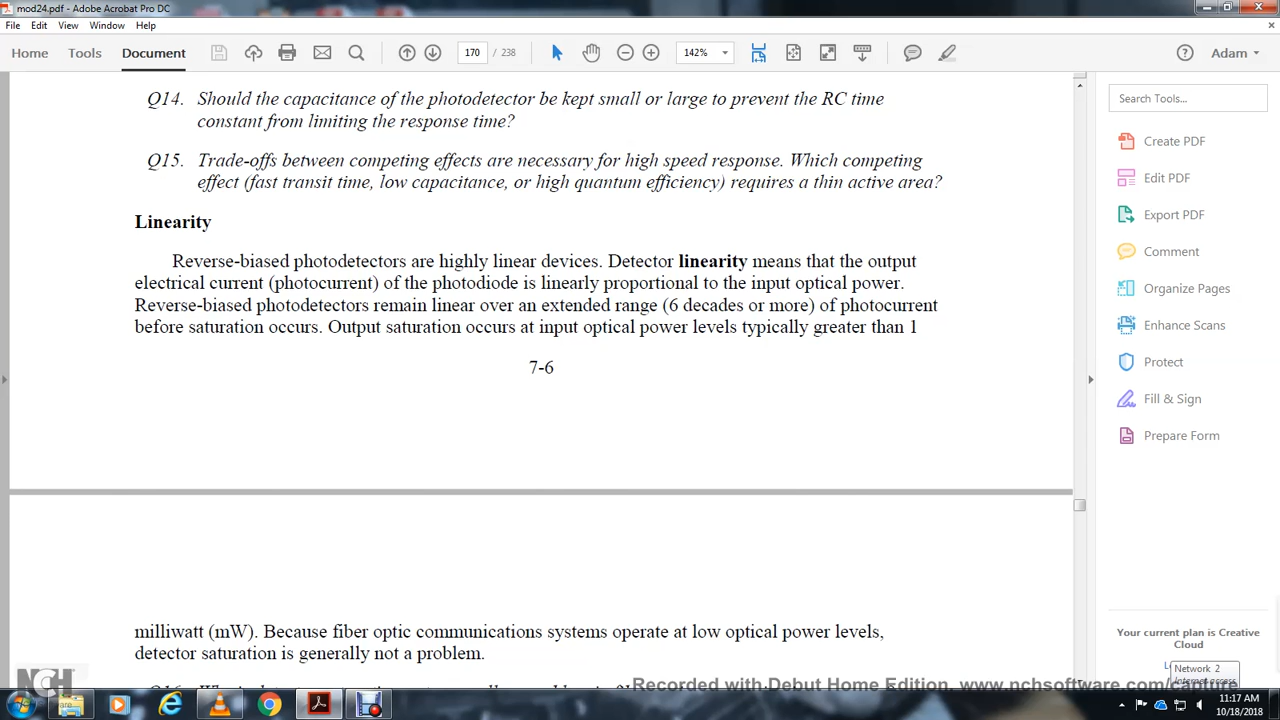 mod24.pdf - Adobe Acrobat Pro DC
File Edit View Window Help
Home Tools Document 170 / 238 142% Adam
Q14. Should the capacitance of the photodetector be kept small or large to prevent the RC time
constant from limiting the response time?
Q15. Trade-offs between competing effects are necessary for high speed response. Which competing
effect (fast transit time, low capacitance, or high quantum efficiency) requires a thin active area?
Linearity
Reverse-biased photodetectors are highly linear devices. Detector linearity means that the output
electrical current (photocurrent) of the photodiode is linearly proportional to the input optical power.
Reverse-biased photodetectors remain linear over an extended range (6 decades or more) of photocurrent
before saturation occurs. Output saturation occurs at input optical power levels typically greater than 1
7-6
milliwatt (mW). Because fiber optic communications systems operate at low optical power levels,
detector saturation is generally not a problem.
Search Tools...
Create PDF
Edit PDF
Export PDF
Comment
Organize Pages
Enhance Scans
Protect
Fill & Sign
Prepare Form
Your current plan is Creative
Cloud
Network 2
Internet access
NCH
Recorded with Debut Home Edition. www.nchsoftware.com/capture
11:17 AM
10/18/2018